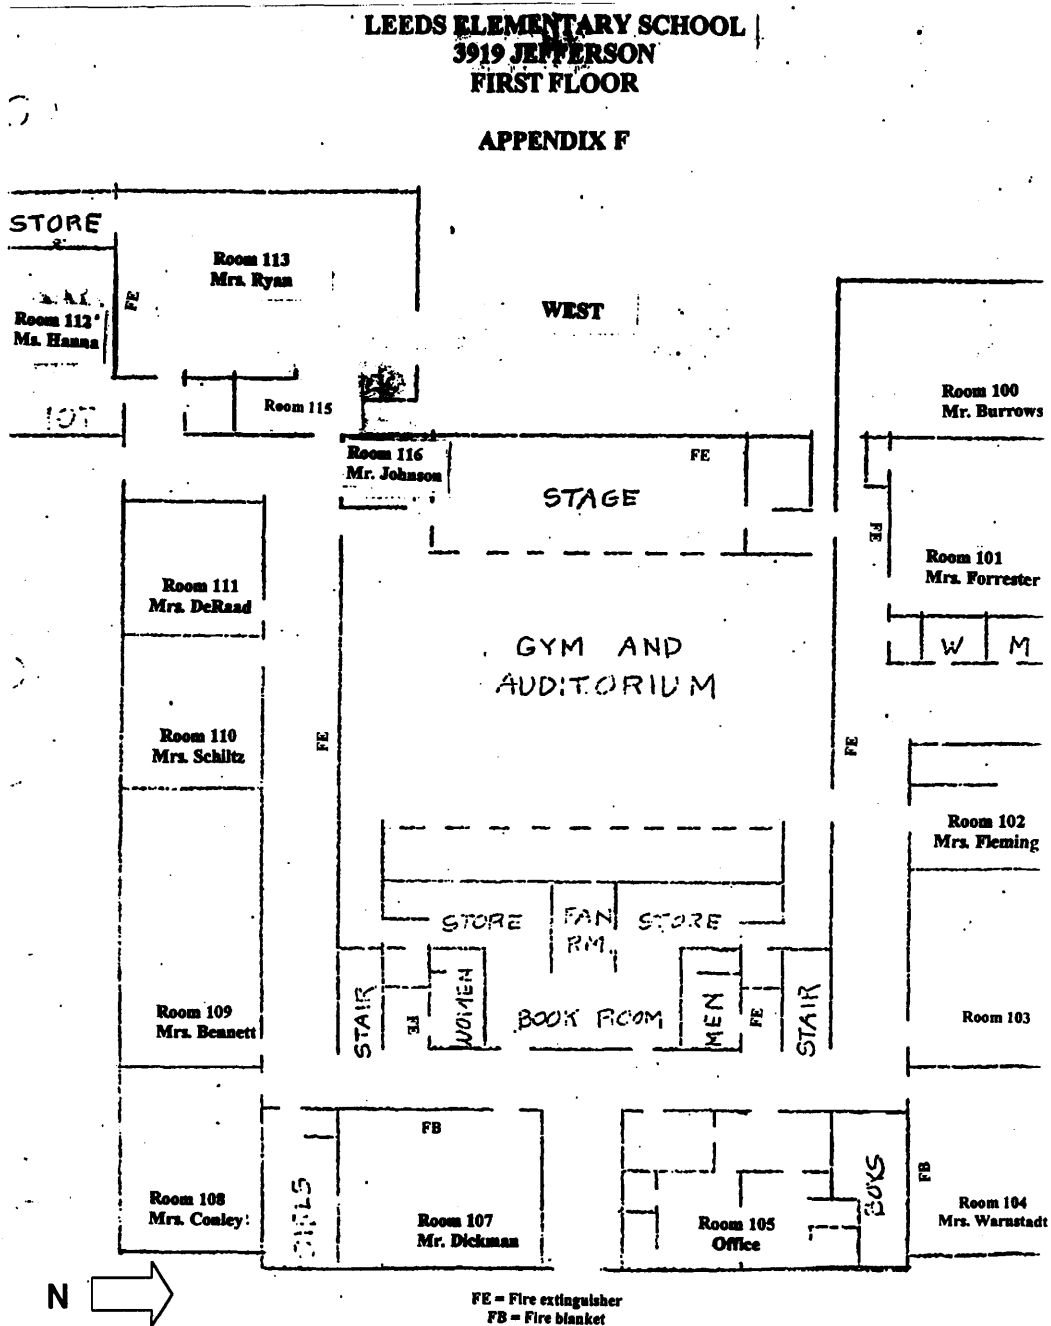 LEEDS ELEMENTARY SCHOOL
3919 JEFFERSON
FIRST FLOOR
APPENDIX F
STORE
Room 113
Mrs. Ryan
FE
Room 112
Ms. Hanna
WEST
Room 115
Room 100
Mr. Burrows
Room 116
Mr. Johnson
FE
STAGE
FE
Room 101
Mrs. Forrester
Room 111
Mrs. DeRaad
GYM AND
AUDITORIUM
W
M
Room 110
Mrs. Schiltz
FE
FE
Room 102
Mrs. Fleming
STORE
FAN
RM.
STORE
Room 109
Mrs. Bennett
STAIR
FE
WOMEN
BOOK ROOM
MEN
FE
STAIR
Room 103
FB
Room 108
Mrs. Conley
GIRLS
Room 107
Mr. Dickman
Room 105
Office
BOYS
FB
Room 104
Mrs. Warnstadt
N
FE = Fire extinguisher
FB = Fire blanket